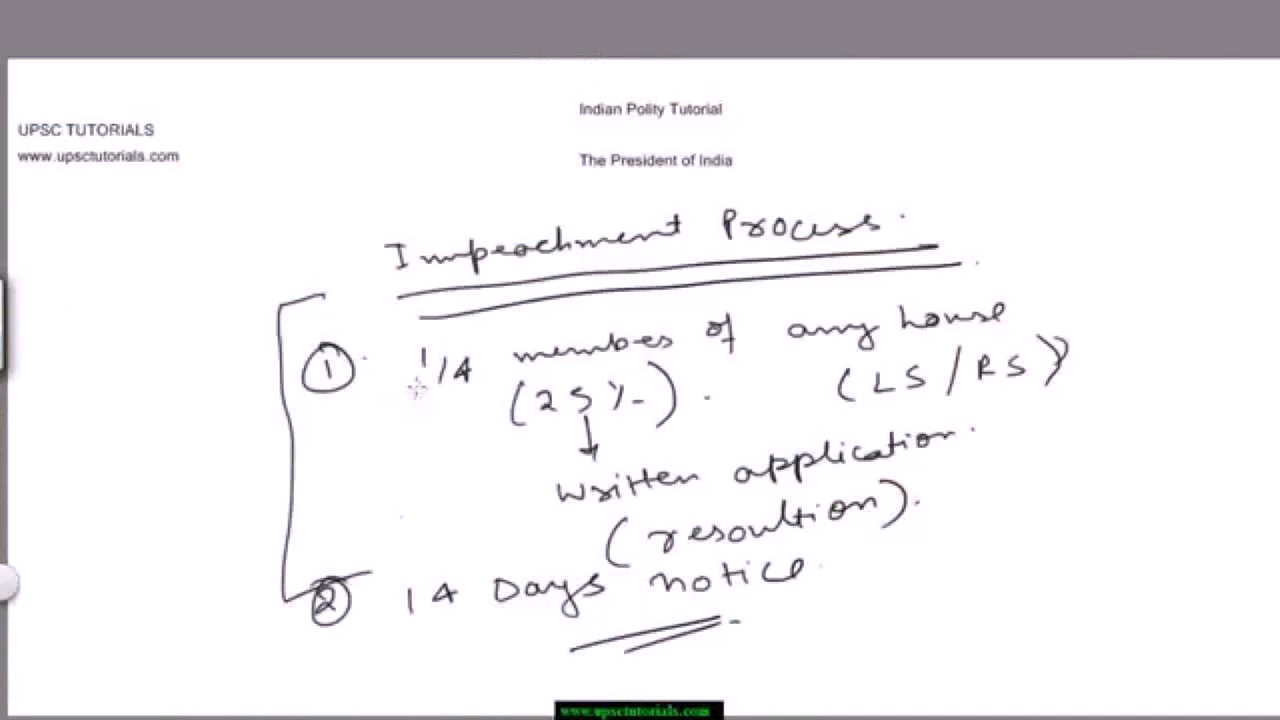 Indian Polity Tutorial
UPSC TUTORIALS
www.upsctutorials.com
The President of India
Impeachment Process.
1 1/4 membes of any house
(25%). (LS/RS)
Written application.
(resoultion).
2 14 Days notice
www.upsctutorials.com